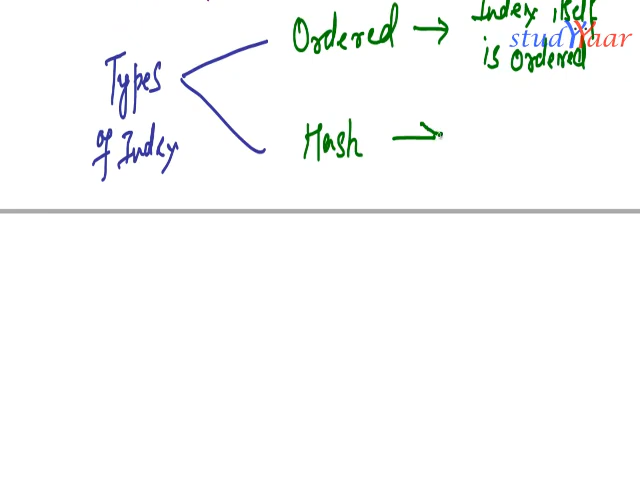 Ordered → Index itself
is ordered
studYYaar
Types
of Index
Hash →